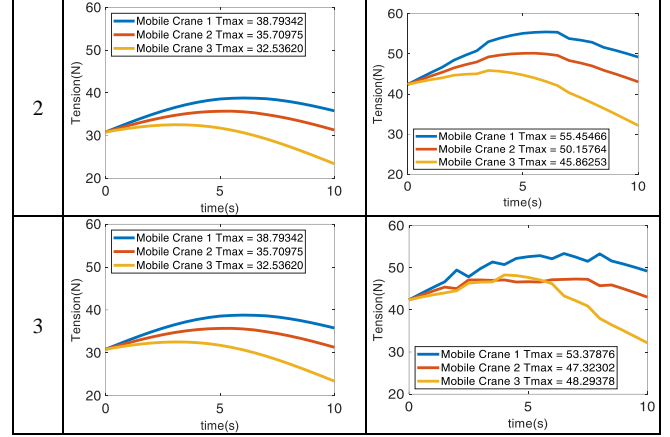 2
Tension(N)
60
50
40
30
20
Mobile Crane 1 Tmax = 38.79342
Mobile Crane 2 Tmax = 35.70975
Mobile Crane 3 Tmax = 32.53620
0 5 10
time(s)
Tension(N)
60
50
40
30
20
Mobile Crane 1 Tmax = 55.45466
Mobile Crane 2 Tmax = 50.15764
Mobile Crane 3 Tmax = 45.86253
0 5 10
time(s)
3
Tension(N)
60
50
40
30
20
Mobile Crane 1 Tmax = 38.79342
Mobile Crane 2 Tmax = 35.70975
Mobile Crane 3 Tmax = 32.53620
0 5 10
time(s)
Tension(N)
60
50
40
30
20
Mobile Crane 1 Tmax = 53.37876
Mobile Crane 2 Tmax = 47.32302
Mobile Crane 3 Tmax = 48.29378
0 5 10
time(s)